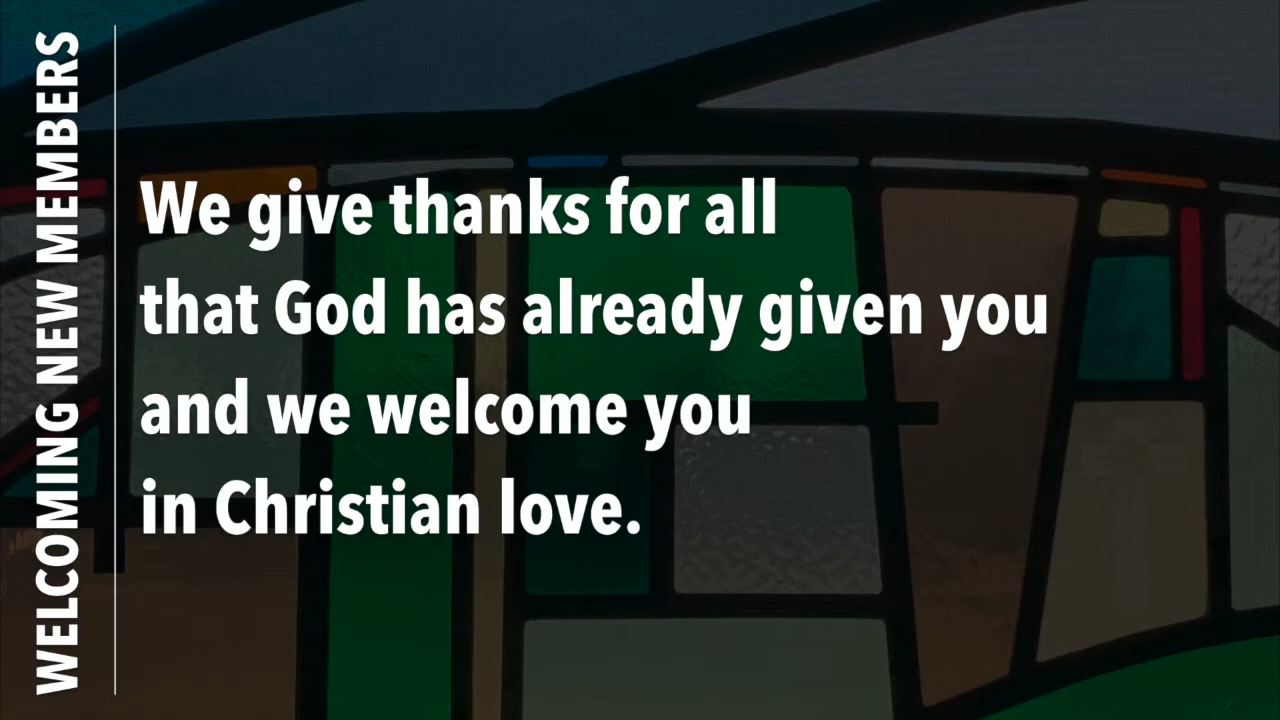 WELCOMING NEW MEMBERS
We give thanks for all
that God has already given you
and we welcome you
in Christian love.